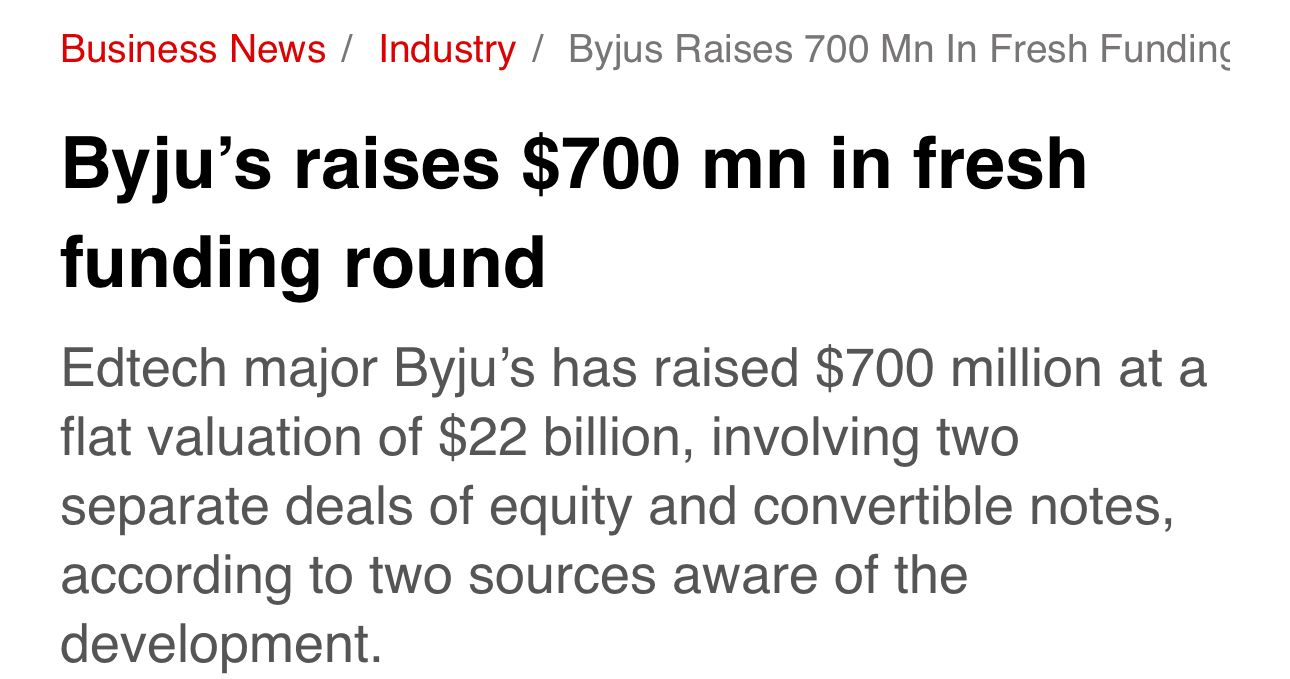 Business News / Industry / Byjus Raises 700 Mn In Fresh Funding
Byju’s raises $700 mn in fresh
funding round
Edtech major Byju’s has raised $700 million at a
flat valuation of $22 billion, involving two
separate deals of equity and convertible notes,
according to two sources aware of the
development.